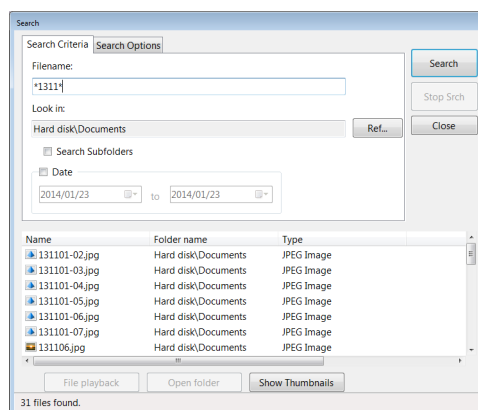 Search
Search Criteria Search Options
Filename:
*1311*
Search
Stop Srch
Look in:
Hard disk\Documents Ref... Close
Search Subfolders
Date
2014/01/23 to 2014/01/23
Name Folder name Type
131101-02.jpg Hard disk\Documents JPEG Image
131101-03.jpg Hard disk\Documents JPEG Image
131101-04.jpg Hard disk\Documents JPEG Image
131101-05.jpg Hard disk\Documents JPEG Image
131101-06.jpg Hard disk\Documents JPEG Image
131101-07.jpg Hard disk\Documents JPEG Image
131106.jpg Hard disk\Documents JPEG Image
File playback Open folder Show Thumbnails
31 files found.